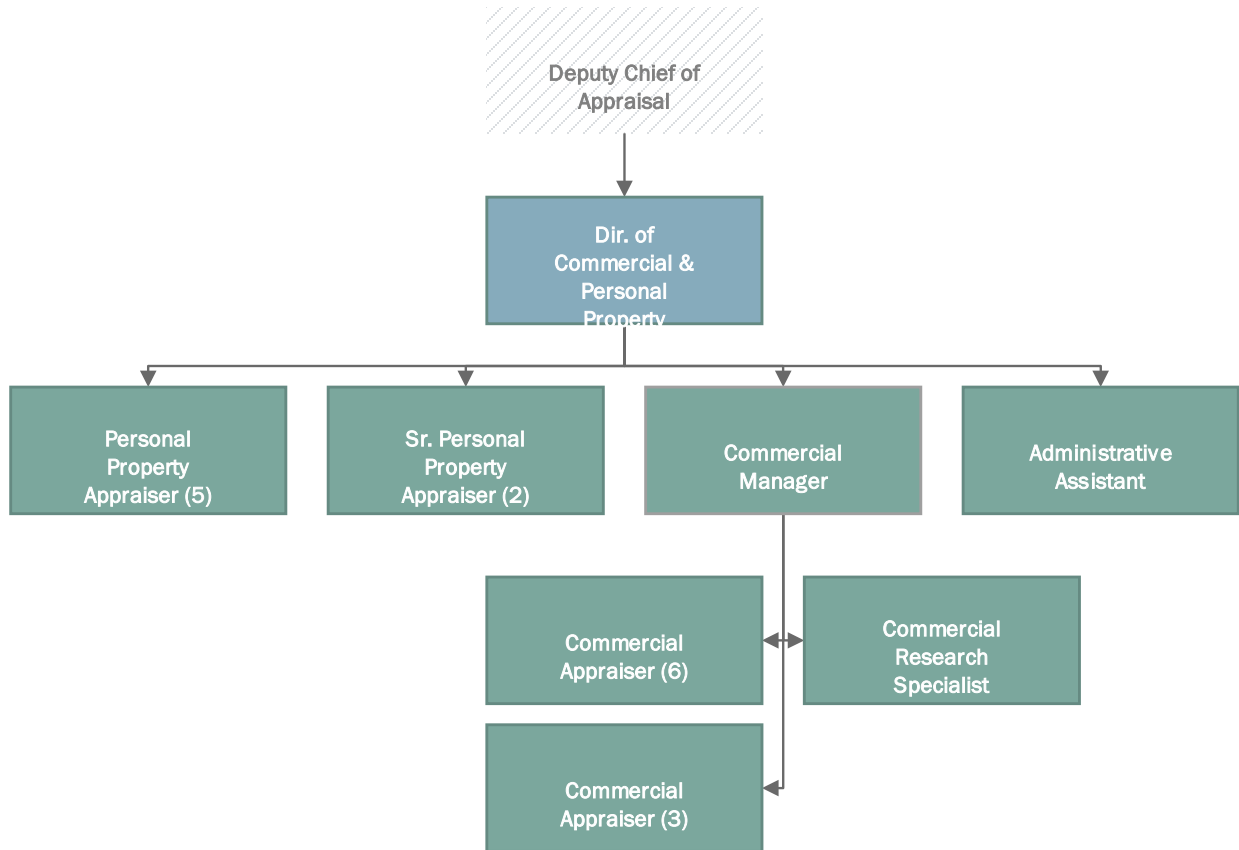 Deputy Chief of
Appraisal
Dir. of
Commercial &
Personal
Property
Personal
Property
Appraiser (5)
Sr. Personal
Property
Appraiser (2)
Commercial
Manager
Administrative
Assistant
Commercial
Appraiser (6)
Commercial
Research
Specialist
Commercial
Appraiser (3)